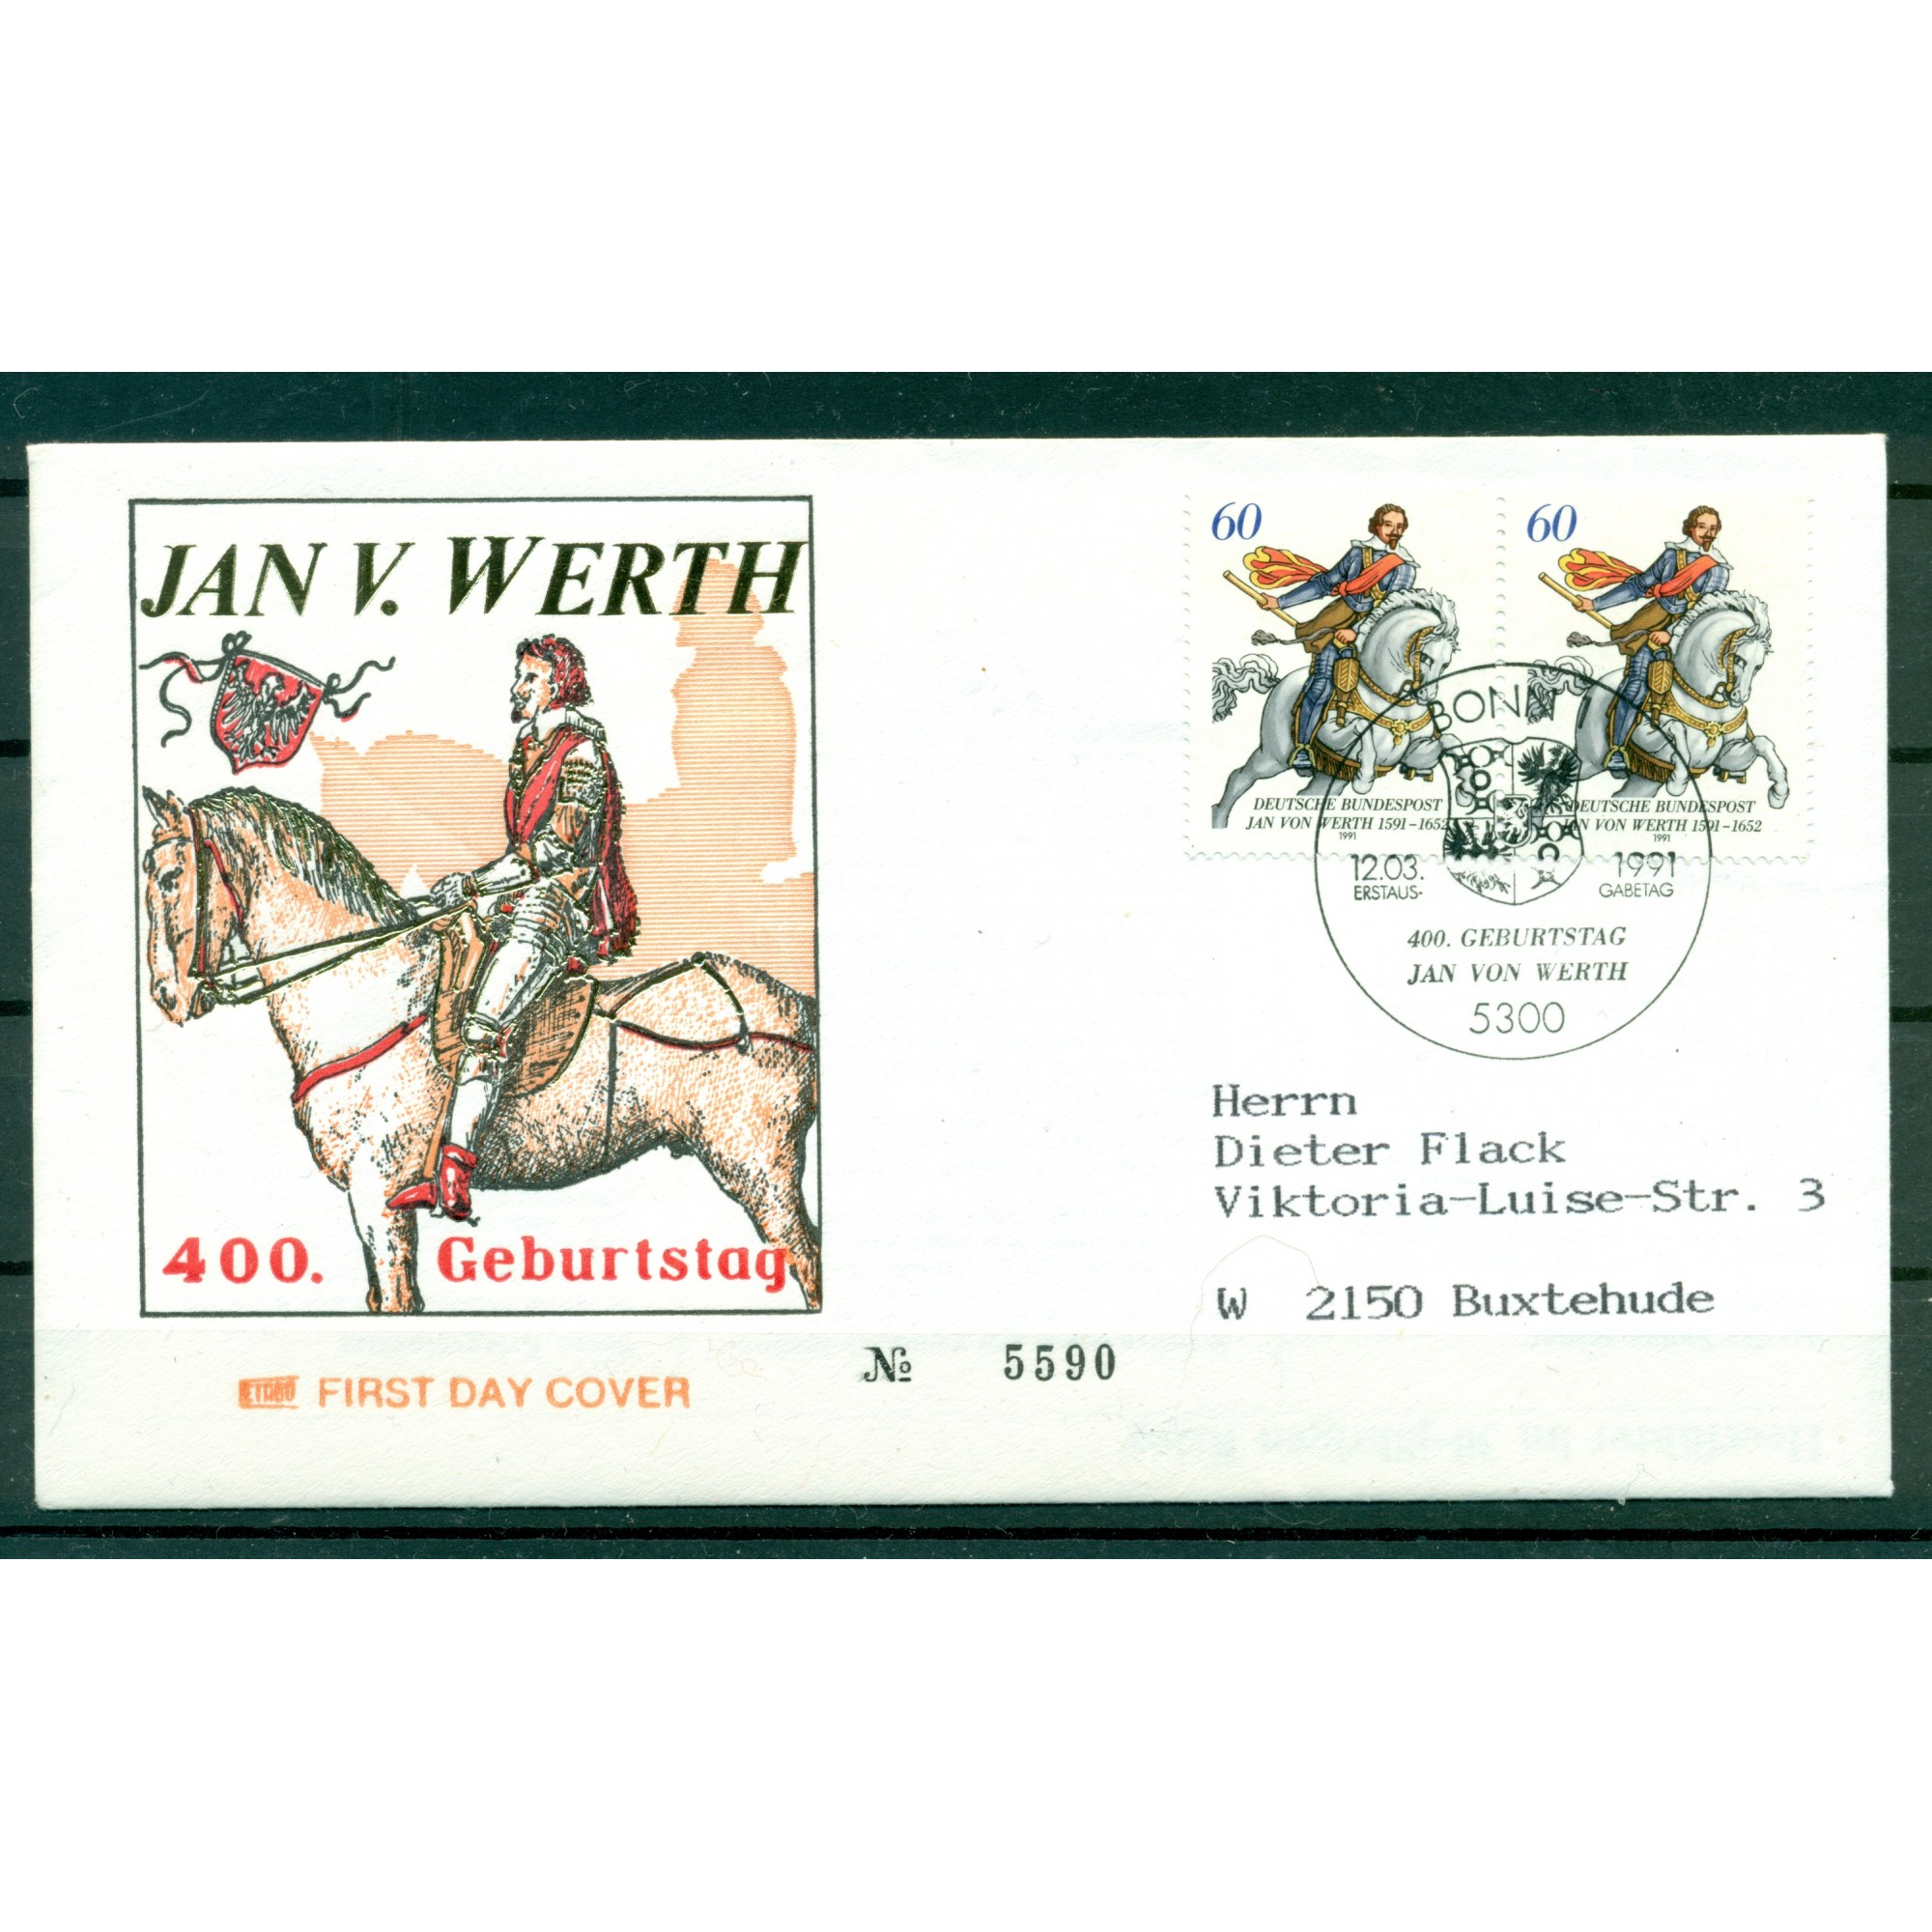 JAN V. WERTH
400. Geburtstag
ETB80 FIRST DAY COVER
№ 5590
60
DEUTSCHE BUNDESPOST
JAN VON WERTH 1591-1652
1991
60
DEUTSCHE BUNDESPOST
JAN VON WERTH 1591-1652
1991
BONN 1
12.03. 1991
ERSTAUS- GABETAG
400. GEBURTSTAG
JAN VON WERTH
5300
Herrn
Dieter Flack
Viktoria-Luise-Str. 3
W 2150 Buxtehude